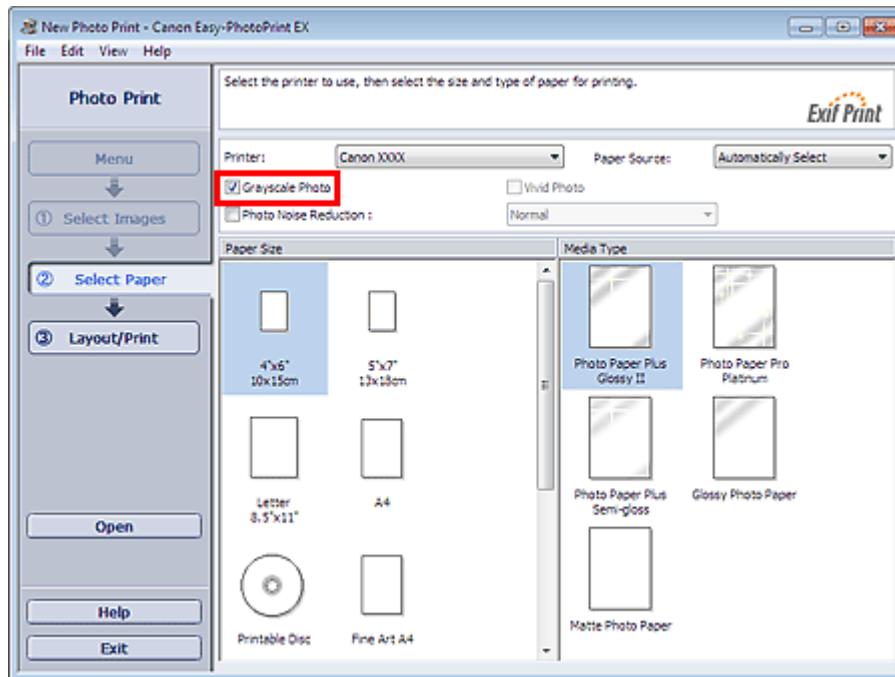 New Photo Print - Canon Easy-PhotoPrint EX
File Edit View Help
Photo Print
Menu
① Select Images
② Select Paper
③ Layout/Print
Open
Help
Exit
Select the printer to use, then select the size and type of paper for printing.
Exif Print
Printer: Canon XXXX Paper Source: Automatically Select
Grayscale Photo Vivid Photo
Photo Noise Reduction : Normal
Paper Size
4"x6"
10x15cm
5"x7"
13x18cm
Letter
8.5"x11"
A4
Printable Disc
Fine Art A4
Media Type
Photo Paper Plus
Glossy II
Photo Paper Pro
Platinum
Photo Paper Plus
Semi-gloss
Glossy Photo Paper
Matte Photo Paper